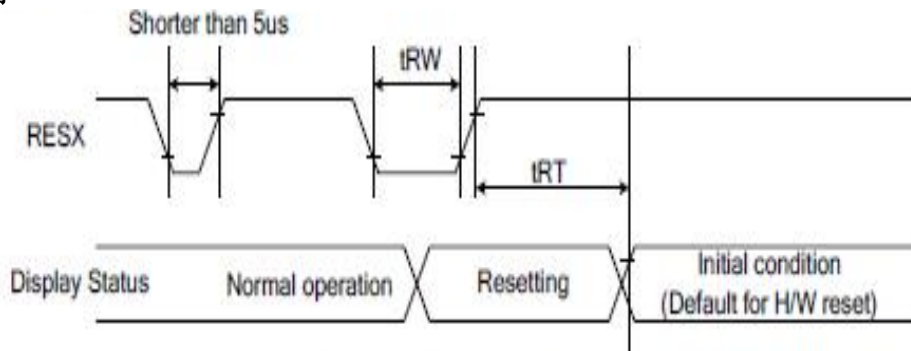 Shorter than 5us
tRW
RESX
tRT
Display Status
Normal operation
Resetting
Initial condition
(Default for H/W reset)